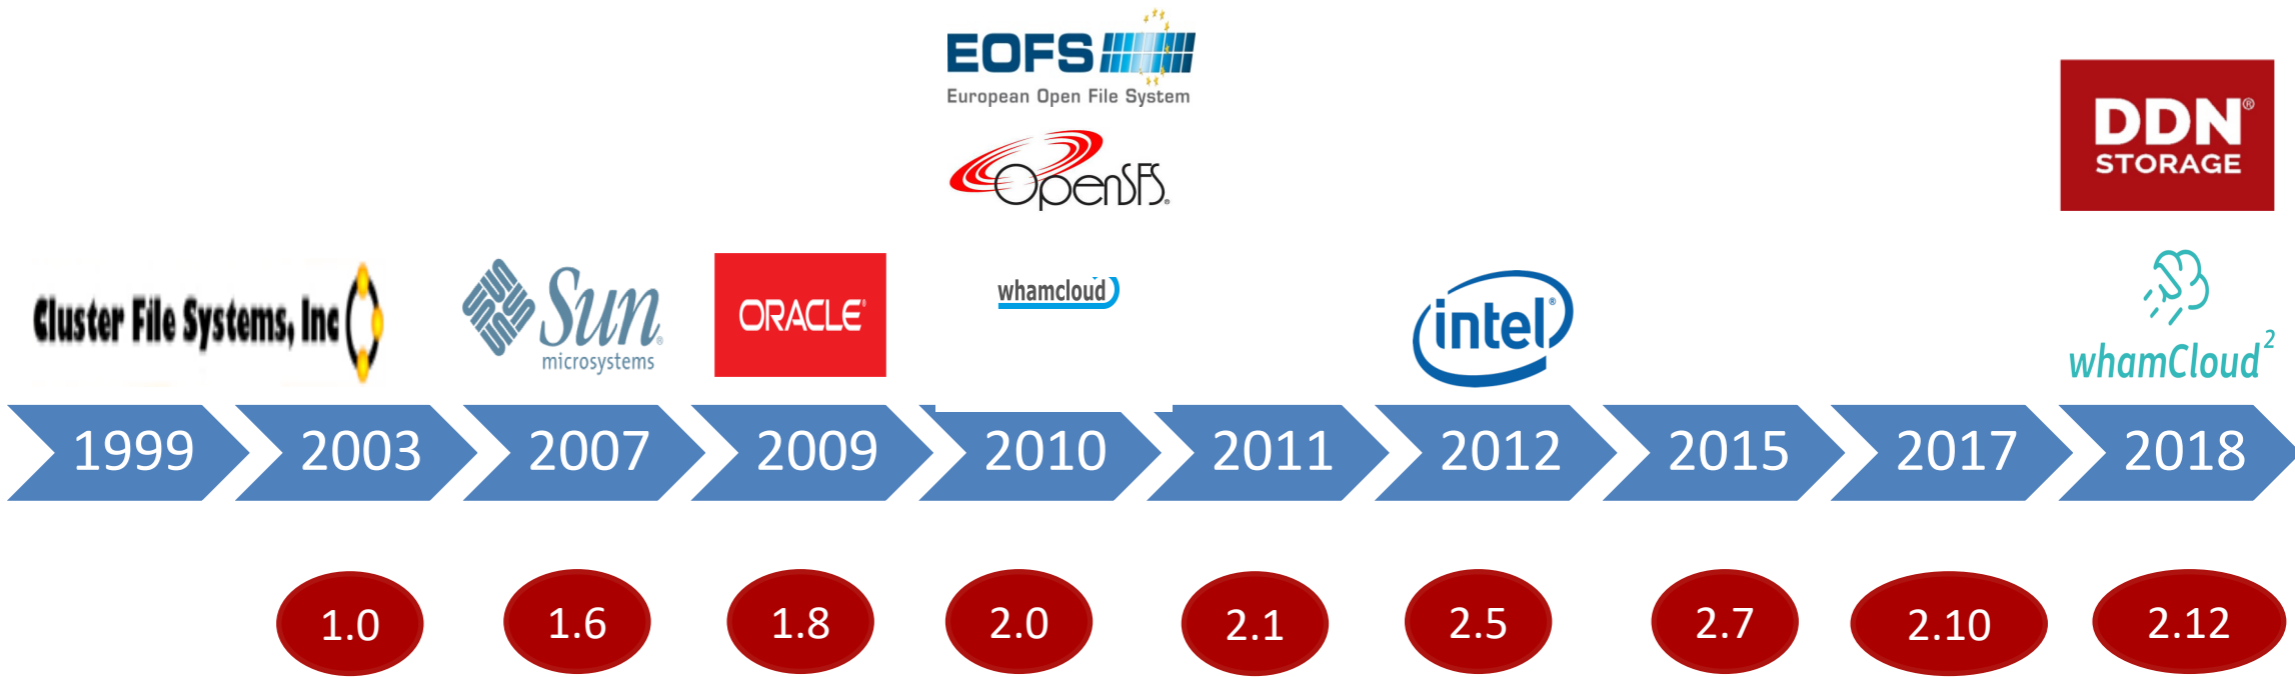 EOFS
European Open File System
OpenSFS®
DDN®
STORAGE
Cluster File Systems, Inc
Sun®
microsystems
ORACLE®
whamcloud
intel®
whamCloud²
1999
2003
2007
2009
2010
2011
2012
2015
2017
2018
1.0
1.6
1.8
2.0
2.1
2.5
2.7
2.10
2.12